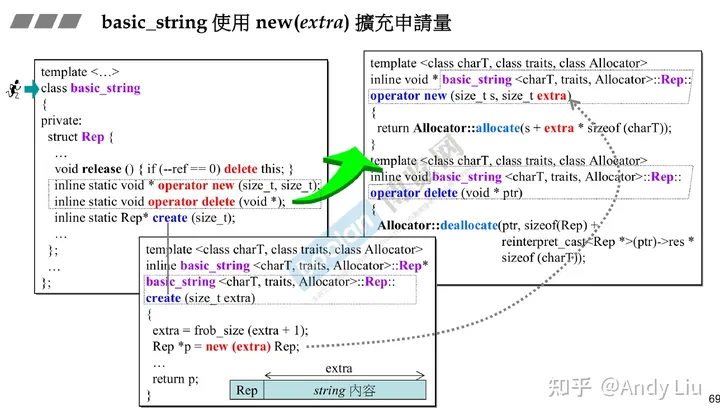 basic_string 使用 new(extra) 擴充申請量
template <…>
class basic_string
{
private:
struct Rep {
…
void release () { if (--ref == 0) delete this; }
inline static void * operator new (size_t, size_t);
inline static void operator delete (void *);
inline static Rep* create (size_t);
…
};
…
};
template <class charT, class traits, class Allocator>
inline basic_string <charT, traits, Allocator>::Rep*
basic_string <charT, traits, Allocator>::Rep::
create (size_t extra)
{
extra = frob_size (extra + 1);
Rep *p = new (extra) Rep;
…
return p;
}
extra
Rep
string 內容
template <class charT, class traits, class Allocator>
inline void * basic_string <charT, traits, Allocator>::Rep::
operator new (size_t s, size_t extra)
{
return Allocator::allocate(s + extra * sizeof (charT));
}
template <class charT, class traits, class Allocator>
inline void basic_string <charT, traits, Allocator>::Rep::
operator delete (void * ptr)
{
Allocator::deallocate(ptr, sizeof(Rep) +
reinterpret_cast<Rep *>(ptr)->res *
sizeof (charT));
}
知乎 @Andy Liu
69